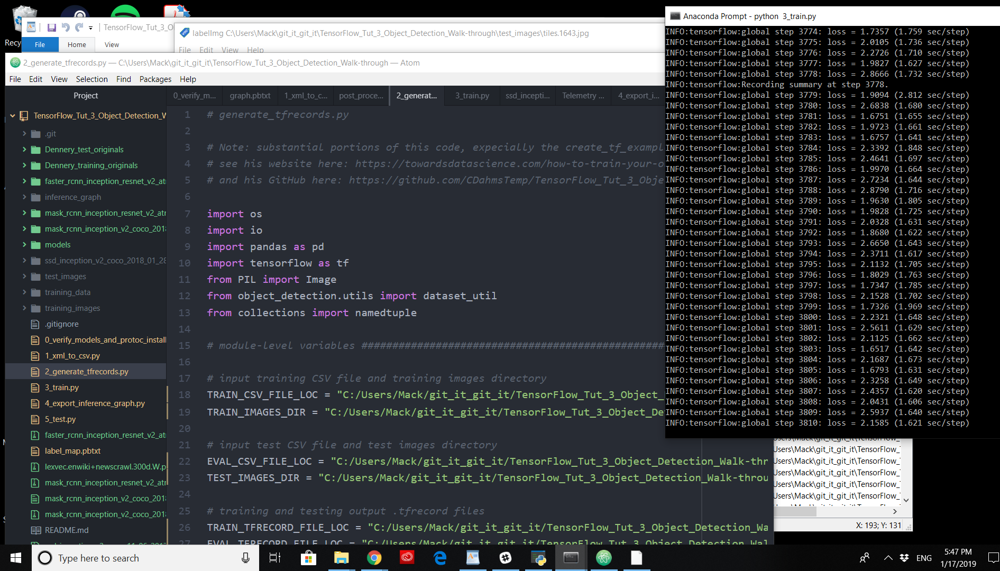 Recy
TensorFlow_Tut_3_O
File Home View
labelImg C:\Users\Mack\git_it_git_it\TensorFlow_Tut_3_Object_Detection_Walk-through\test_images\tiles.1643.jpg
File Edit View Help
2_generate_tfrecords.py — C:\Users\Mack\git_it_git_it\TensorFlow_Tut_3_Object_Detection_Walk-through — Atom
File Edit View Selection Find Packages Help
Project
TensorFlow_Tut_3_Object_Detection_W
.git
Dennery_test_originals
Dennery_training_originals
faster_rcnn_inception_resnet_v2_atr
inference_graph
mask_rcnn_inception_resnet_v2_atr
mask_rcnn_inception_v2_coco_2018
models
ssd_inception_v2_coco_2018_01_28
test_images
training_data
training_images
.gitignore
0_verify_models_and_protoc_install
1_xml_to_csv.py
2_generate_tfrecords.py
3_train.py
4_export_inference_graph.py
5_test.py
faster_rcnn_inception_resnet_v2_atr
label_map.pbtxt
lexvec.enwiki+newscrawl.300d.W.p
mask_rcnn_inception_resnet_v2_atr
mask_rcnn_inception_v2_coco_2018
mask_rcnn_inception_v2_coco_2018
README.md
0_verify_m... graph.pbtxt 1_xml_to_c... post_proce... 2_generat... 3_train.py ssd_incepti... Telemetry ... 4_export_i...
1 # generate_tfrecords.py
2
3 # Note: substantial portions of this code, expecially the create_tf_exampl
4 # see his website here: https://towardsdatascience.com/how-to-train-your-o
5 # and his GitHub here: https://github.com/CDahmsTemp/TensorFlow_Tut_3_Obje
6
7 import os
8 import io
9 import pandas as pd
10 import tensorflow as tf
11 from PIL import Image
12 from object_detection.utils import dataset_util
13 from collections import namedtuple
14
15 # module-level variables #################################################
16
17 # input training CSV file and training images directory
18 TRAIN_CSV_FILE_LOC = "C:/Users/Mack/git_it_git_it/TensorFlow_Tut_3_Object_
19 TRAIN_IMAGES_DIR = "C:/Users/Mack/git_it_git_it/TensorFlow_Tut_3_Object_De
20
21 # input test CSV file and test images directory
22 EVAL_CSV_FILE_LOC = "C:/Users/Mack/git_it_git_it/TensorFlow_Tut_3_Object_Detection_Walk-thr
23 TEST_IMAGES_DIR = "C:/Users/Mack/git_it_git_it/TensorFlow_Tut_3_Object_Detection_Walk-throu
24
25 # training and testing output .tfrecord files
26 TRAIN_TFRECORD_FILE_LOC = "C:/Users/Mack/git_it_git_it/TensorFlow_Tut_3_Object_Detection_Wa
27 EVAL_TFRECORD_FILE_LOC = "C:/Users/Mack/git_it_git_it/TensorFlow_Tut_3_Object_Detection_Wal
Anaconda Prompt - python 3_train.py
INFO:tensorflow:global step 3774: loss = 1.7357 (1.759 sec/step)
INFO:tensorflow:global step 3775: loss = 2.0105 (1.736 sec/step)
INFO:tensorflow:global step 3776: loss = 2.2726 (1.710 sec/step)
INFO:tensorflow:global step 3777: loss = 1.9827 (1.627 sec/step)
INFO:tensorflow:global step 3778: loss = 2.8666 (1.732 sec/step)
INFO:tensorflow:Recording summary at step 3778.
INFO:tensorflow:global step 3779: loss = 1.9094 (2.812 sec/step)
INFO:tensorflow:global step 3780: loss = 2.6838 (1.680 sec/step)
INFO:tensorflow:global step 3781: loss = 1.6751 (1.655 sec/step)
INFO:tensorflow:global step 3782: loss = 1.9723 (1.661 sec/step)
INFO:tensorflow:global step 3783: loss = 1.6757 (1.641 sec/step)
INFO:tensorflow:global step 3784: loss = 2.3392 (1.848 sec/step)
INFO:tensorflow:global step 3785: loss = 2.4641 (1.697 sec/step)
INFO:tensorflow:global step 3786: loss = 1.9970 (1.664 sec/step)
INFO:tensorflow:global step 3787: loss = 2.7234 (1.644 sec/step)
INFO:tensorflow:global step 3788: loss = 2.8790 (1.716 sec/step)
INFO:tensorflow:global step 3789: loss = 1.9630 (1.805 sec/step)
INFO:tensorflow:global step 3790: loss = 1.9828 (1.725 sec/step)
INFO:tensorflow:global step 3791: loss = 2.0328 (1.631 sec/step)
INFO:tensorflow:global step 3792: loss = 1.8680 (1.622 sec/step)
INFO:tensorflow:global step 3793: loss = 2.6650 (1.643 sec/step)
INFO:tensorflow:global step 3794: loss = 2.3711 (1.617 sec/step)
INFO:tensorflow:global step 3795: loss = 2.1132 (1.705 sec/step)
INFO:tensorflow:global step 3796: loss = 1.8029 (1.763 sec/step)
INFO:tensorflow:global step 3797: loss = 1.7347 (1.785 sec/step)
INFO:tensorflow:global step 3798: loss = 2.1528 (1.702 sec/step)
INFO:tensorflow:global step 3799: loss = 1.7326 (1.969 sec/step)
INFO:tensorflow:global step 3800: loss = 2.2321 (1.648 sec/step)
INFO:tensorflow:global step 3801: loss = 2.5611 (1.629 sec/step)
INFO:tensorflow:global step 3802: loss = 2.1125 (1.662 sec/step)
INFO:tensorflow:global step 3803: loss = 1.6517 (1.642 sec/step)
INFO:tensorflow:global step 3804: loss = 2.1687 (1.673 sec/step)
INFO:tensorflow:global step 3805: loss = 1.6793 (1.631 sec/step)
INFO:tensorflow:global step 3806: loss = 2.3258 (1.649 sec/step)
INFO:tensorflow:global step 3807: loss = 2.4357 (1.620 sec/step)
INFO:tensorflow:global step 3808: loss = 2.0431 (1.606 sec/step)
INFO:tensorflow:global step 3809: loss = 2.5937 (1.640 sec/step)
INFO:tensorflow:global step 3810: loss = 2.1585 (1.621 sec/step)
Users\Mack\git_it_git_it\TensorFlow_
Users\Mack\git_it_git_it\TensorFlow_
Users\Mack\git_it_git_it\TensorFlow_
Users\Mack\git_it_git_it\TensorFlow_
Users\Mack\git_it_git_it\TensorFlow_
Users\Mack\git_it_git_it\TensorFlow_
X: 193; Y: 131
Type here to search
ENG
5:47 PM
1/17/2019